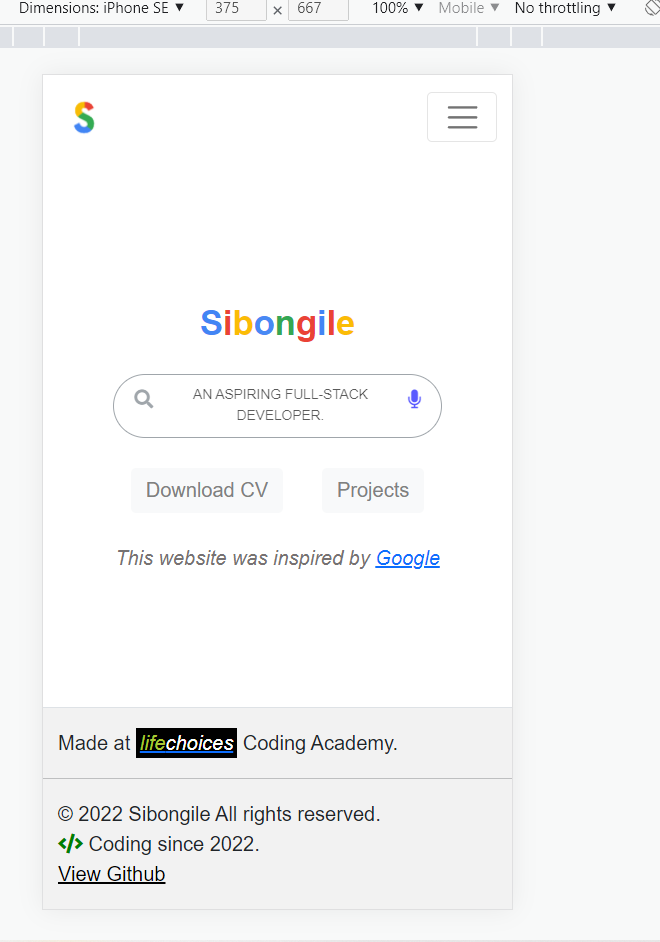 Dimensions: iPhone SE ▼ 375 × 667 100% ▼ Mobile ▼ No throttling ▼
S
Sibongile
AN ASPIRING FULL-STACK
DEVELOPER.
Download CV Projects
This website was inspired by Google
Made at lifechoices Coding Academy.
© 2022 Sibongile All rights reserved.
</> Coding since 2022.
View Github